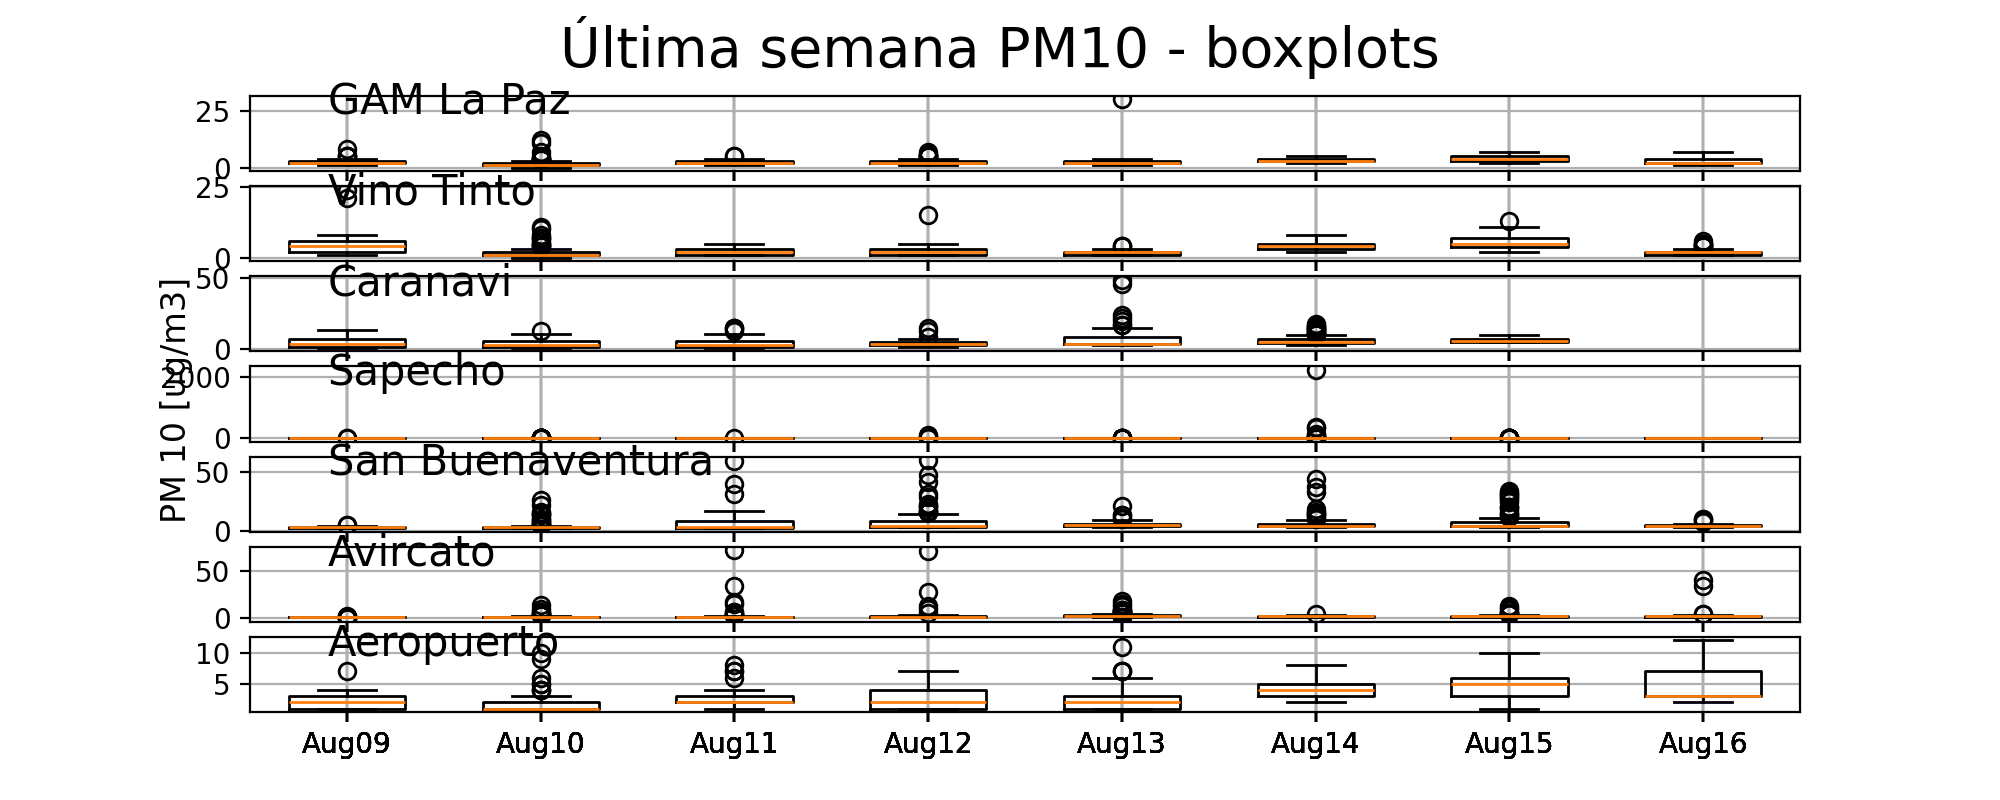 Última semana PM10 - boxplots
GAM La Paz
25
0
Vino Tinto
25
0
Caranavi
50
0
PM 10 [ug/m3]
Sapecho
2000
0
San Buenaventura
50
0
Avircato
50
0
Aeropuerto
10
5
Aug09 Aug10 Aug11 Aug12 Aug13 Aug14 Aug15 Aug16